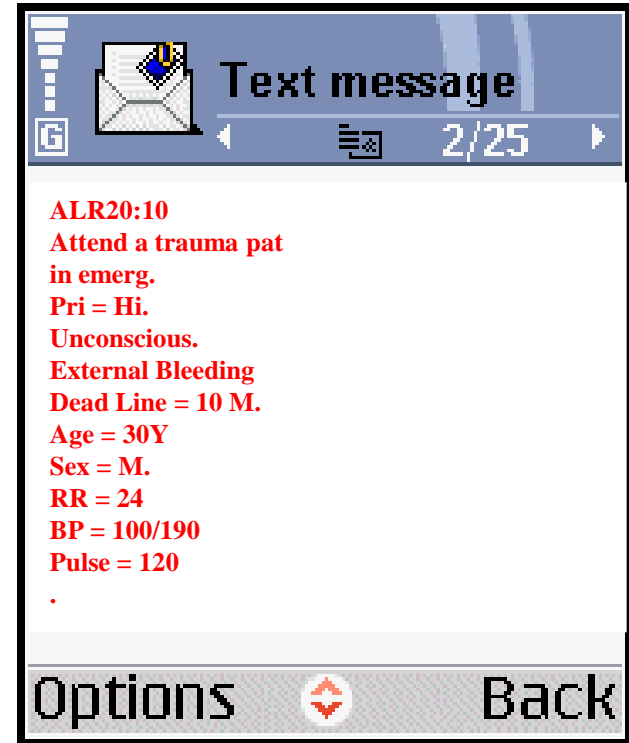 Text message
G
2/25
ALR20:10
Attend a trauma pat
in emerg.
Pri = Hi.
Unconscious.
External Bleeding
Dead Line = 10 M.
Age = 30Y
Sex = M.
RR = 24
BP = 100/190
Pulse = 120
.
Options Back